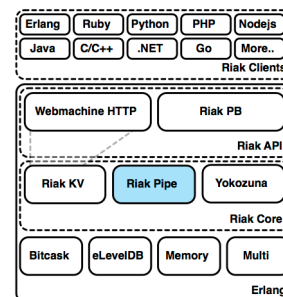 Erlang Ruby Python PHP Nodejs
Java C/C++ .NET Go More..
Riak Clients
Webmachine HTTP Riak PB
Riak API
Riak KV Riak Pipe Yokozuna
Riak Core
Bitcask eLevelDB Memory Multi
Erlang